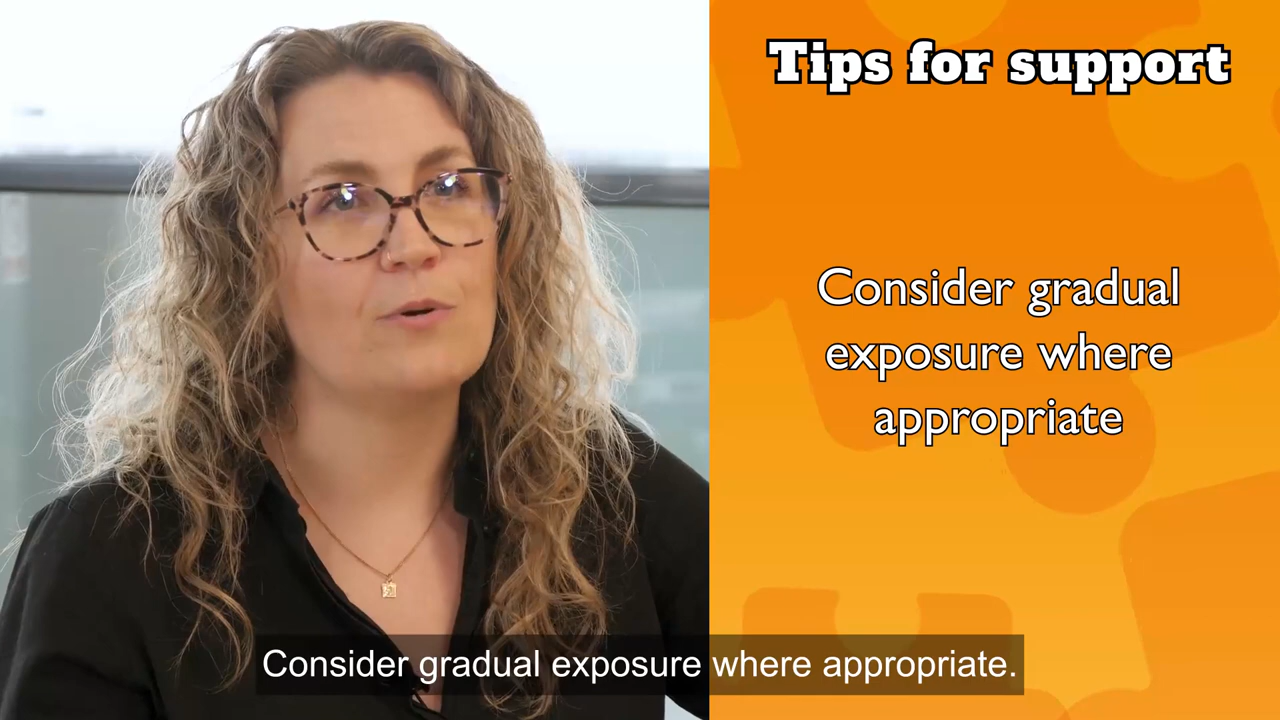 Tips for support
Consider gradual
exposure where
appropriate
Consider gradual exposure where appropriate.